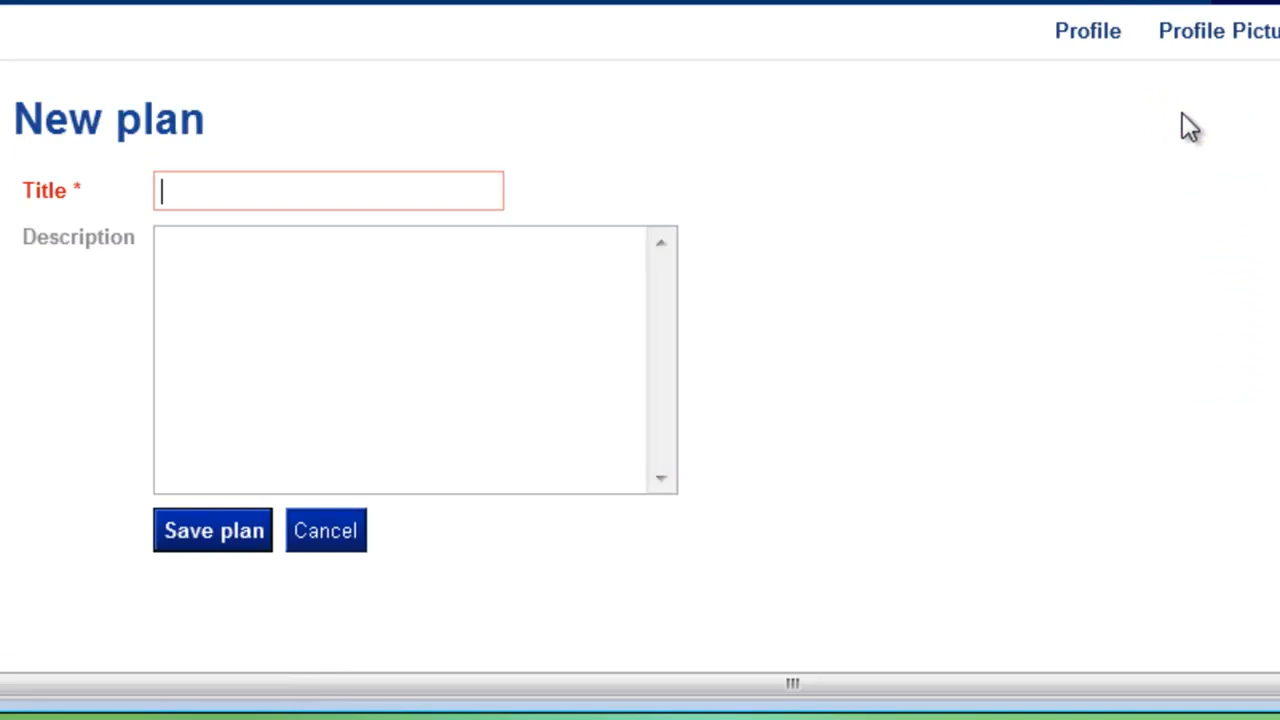 Profile Profile Pictu
New plan
Title *
Description
Save plan Cancel